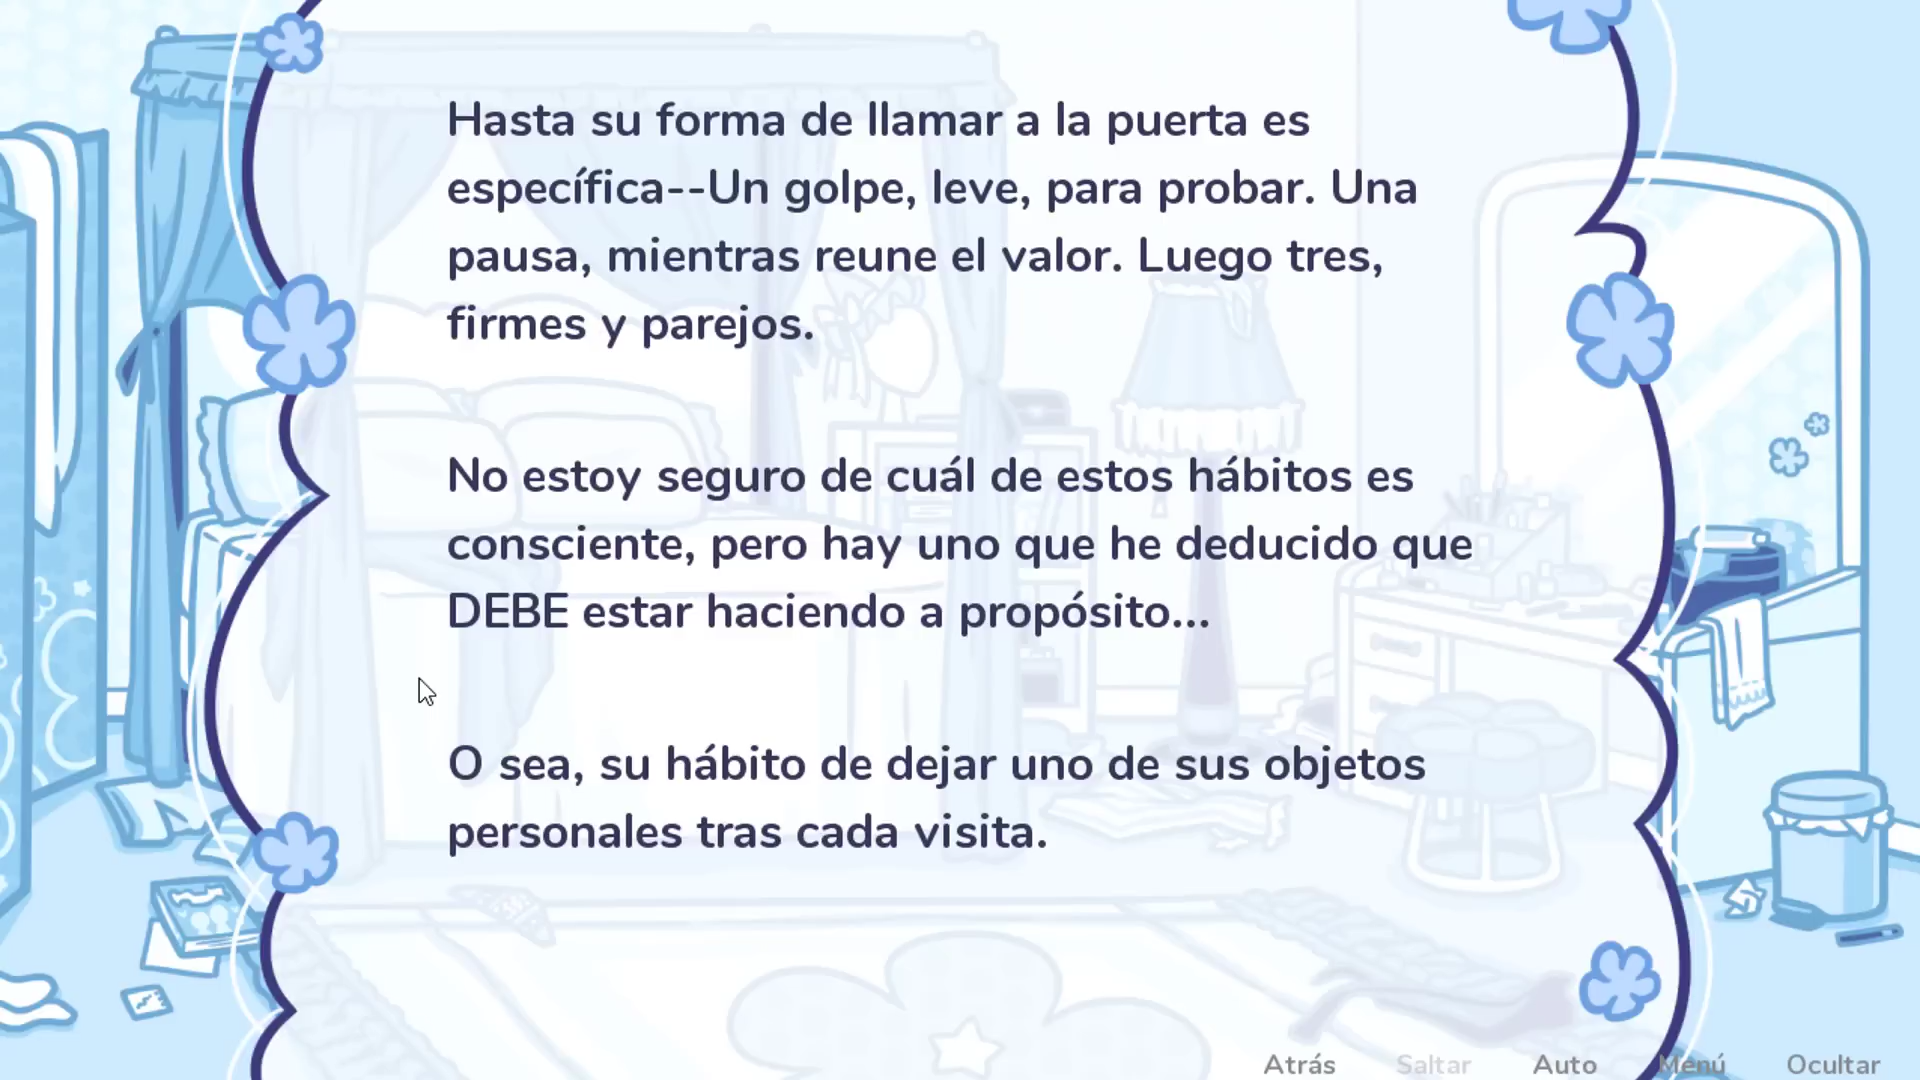 Hasta su forma de llamar a la puerta es
específica--Un golpe, leve, para probar. Una
pausa, mientras reune el valor. Luego tres,
firmes y parejos.
No estoy seguro de cuál de estos hábitos es
consciente, pero hay uno que he deducido que
DEBE estar haciendo a propósito...
O sea, su hábito de dejar uno de sus objetos
personales tras cada visita.
Atrás Saltar Auto Menú Ocultar